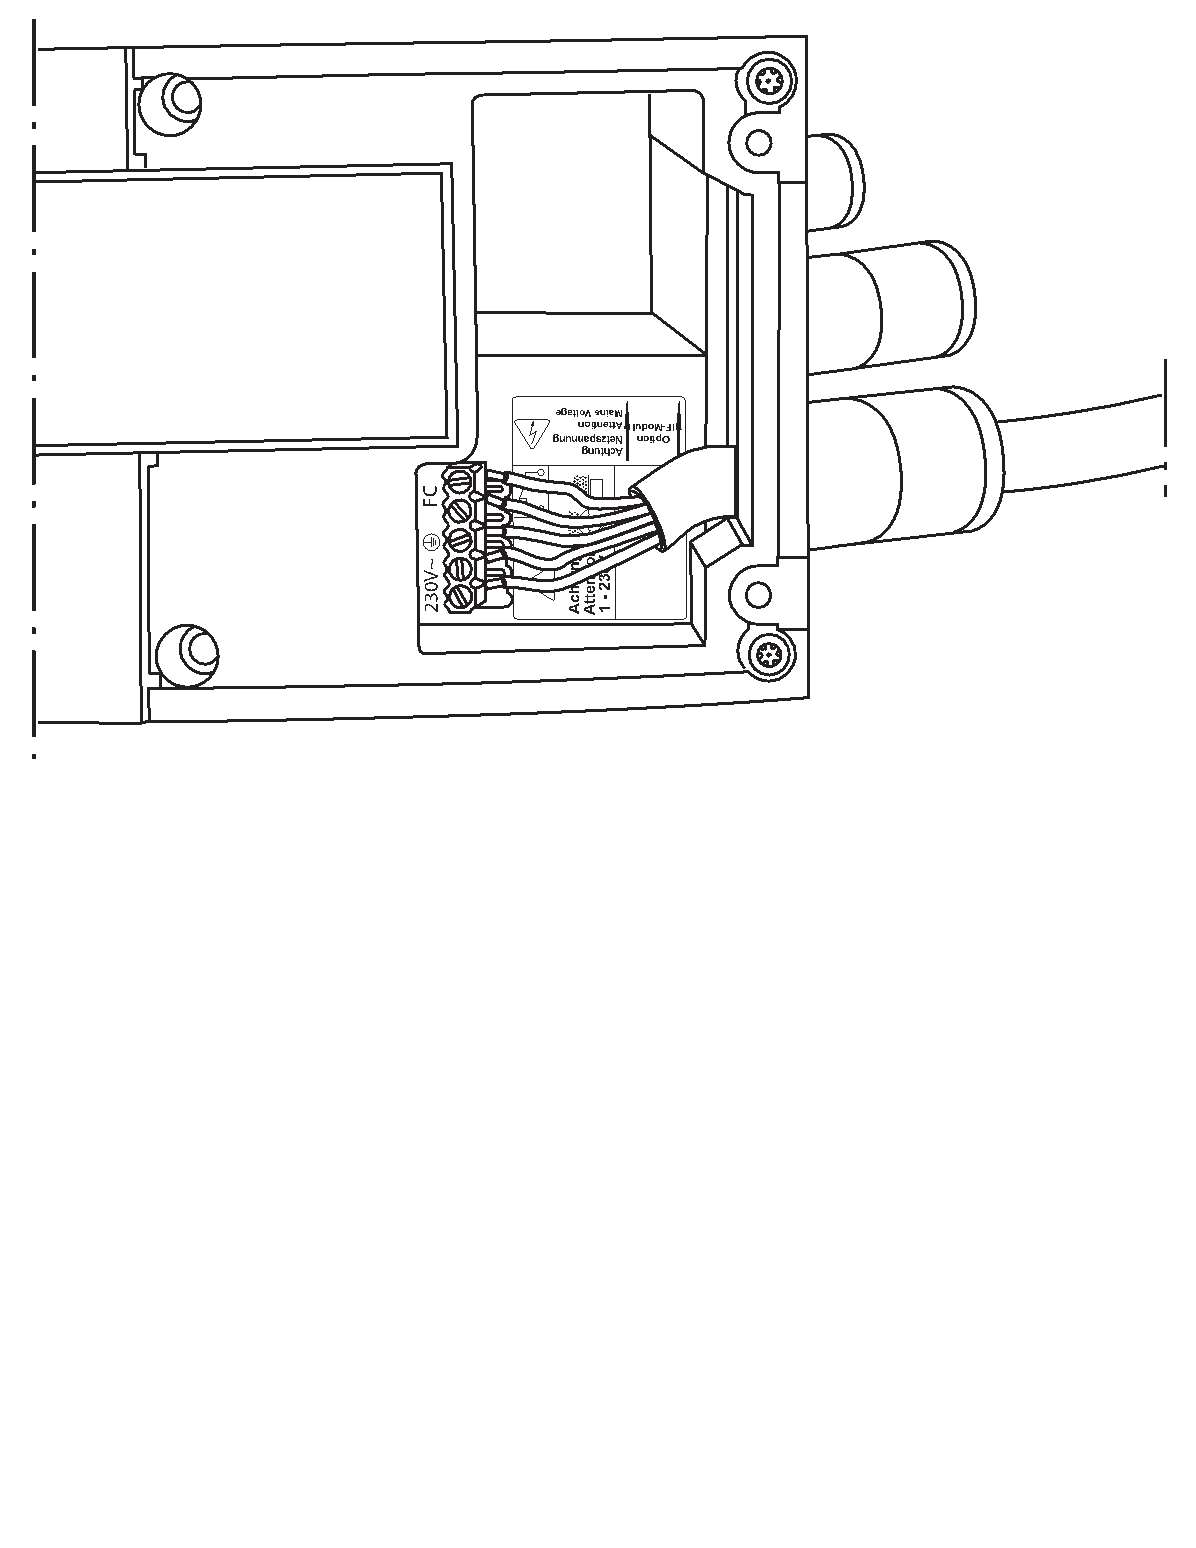 Achtung
Netzspannung
Attention
Mains Voltage
Option
IF-Modul
FC
230V~